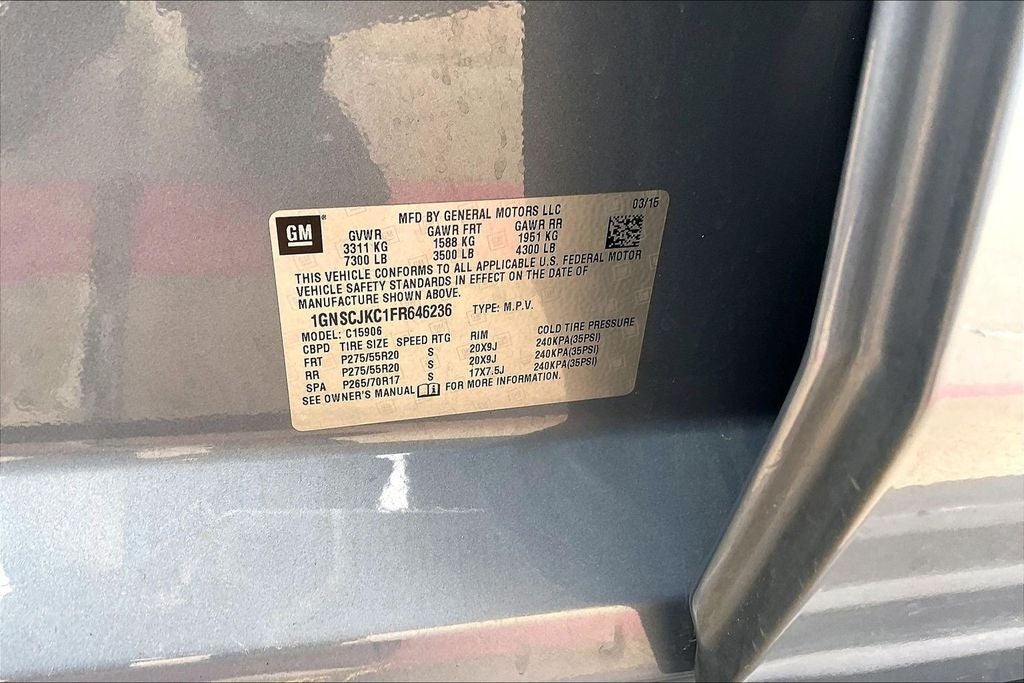 GM
MFD BY GENERAL MOTORS LLC 03/15
GVWR GAWR FRT GAWR RR
3311 KG 1588 KG 1951 KG
7300 LB 3500 LB 4300 LB
THIS VEHICLE CONFORMS TO ALL APPLICABLE U.S. FEDERAL MOTOR
VEHICLE SAFETY STANDARDS IN EFFECT ON THE DATE OF
MANUFACTURE SHOWN ABOVE.
1GNSCJKC1FR646236 TYPE: M.P.V.
MODEL: C15906
CBPD TIRE SIZE SPEED RTG RIM COLD TIRE PRESSURE
FRT P275/55R20 S 20X9J 240KPA(35PSI)
RR P275/55R20 S 20X9J 240KPA(35PSI)
SPA P265/70R17 S 17X7.5J 240KPA(35PSI)
SEE OWNER'S MANUAL FOR MORE INFORMATION.